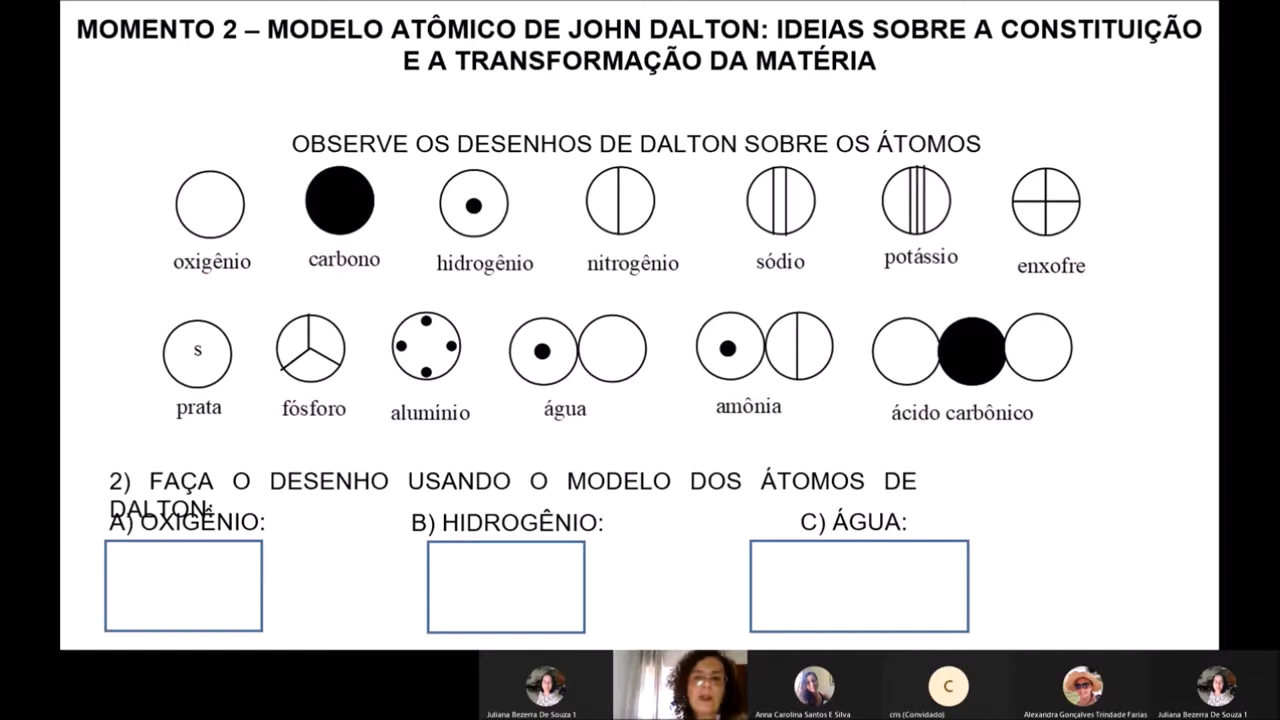 MOMENTO 2 – MODELO ATÔMICO DE JOHN DALTON: IDEIAS SOBRE A CONSTITUIÇÃO
E A TRANSFORMAÇÃO DA MATÉRIA
OBSERVE OS DESENHOS DE DALTON SOBRE OS ÁTOMOS
oxigênio carbono hidrogênio nitrogênio sódio potássio enxofre
s
prata fósforo alumínio água amônia ácido carbônico
2) FAÇA O DESENHO USANDO O MODELO DOS ÁTOMOS DE
DALTON:
A) OXIGÊNIO: B) HIDROGÊNIO: C) ÁGUA:
C
Juliana Bezerra De Souza 1 Anna Carolina Santos E Silva cris (Convidado) Alexandra Gonçalves Trindade Farias Juliana Bezerra De Souza 1